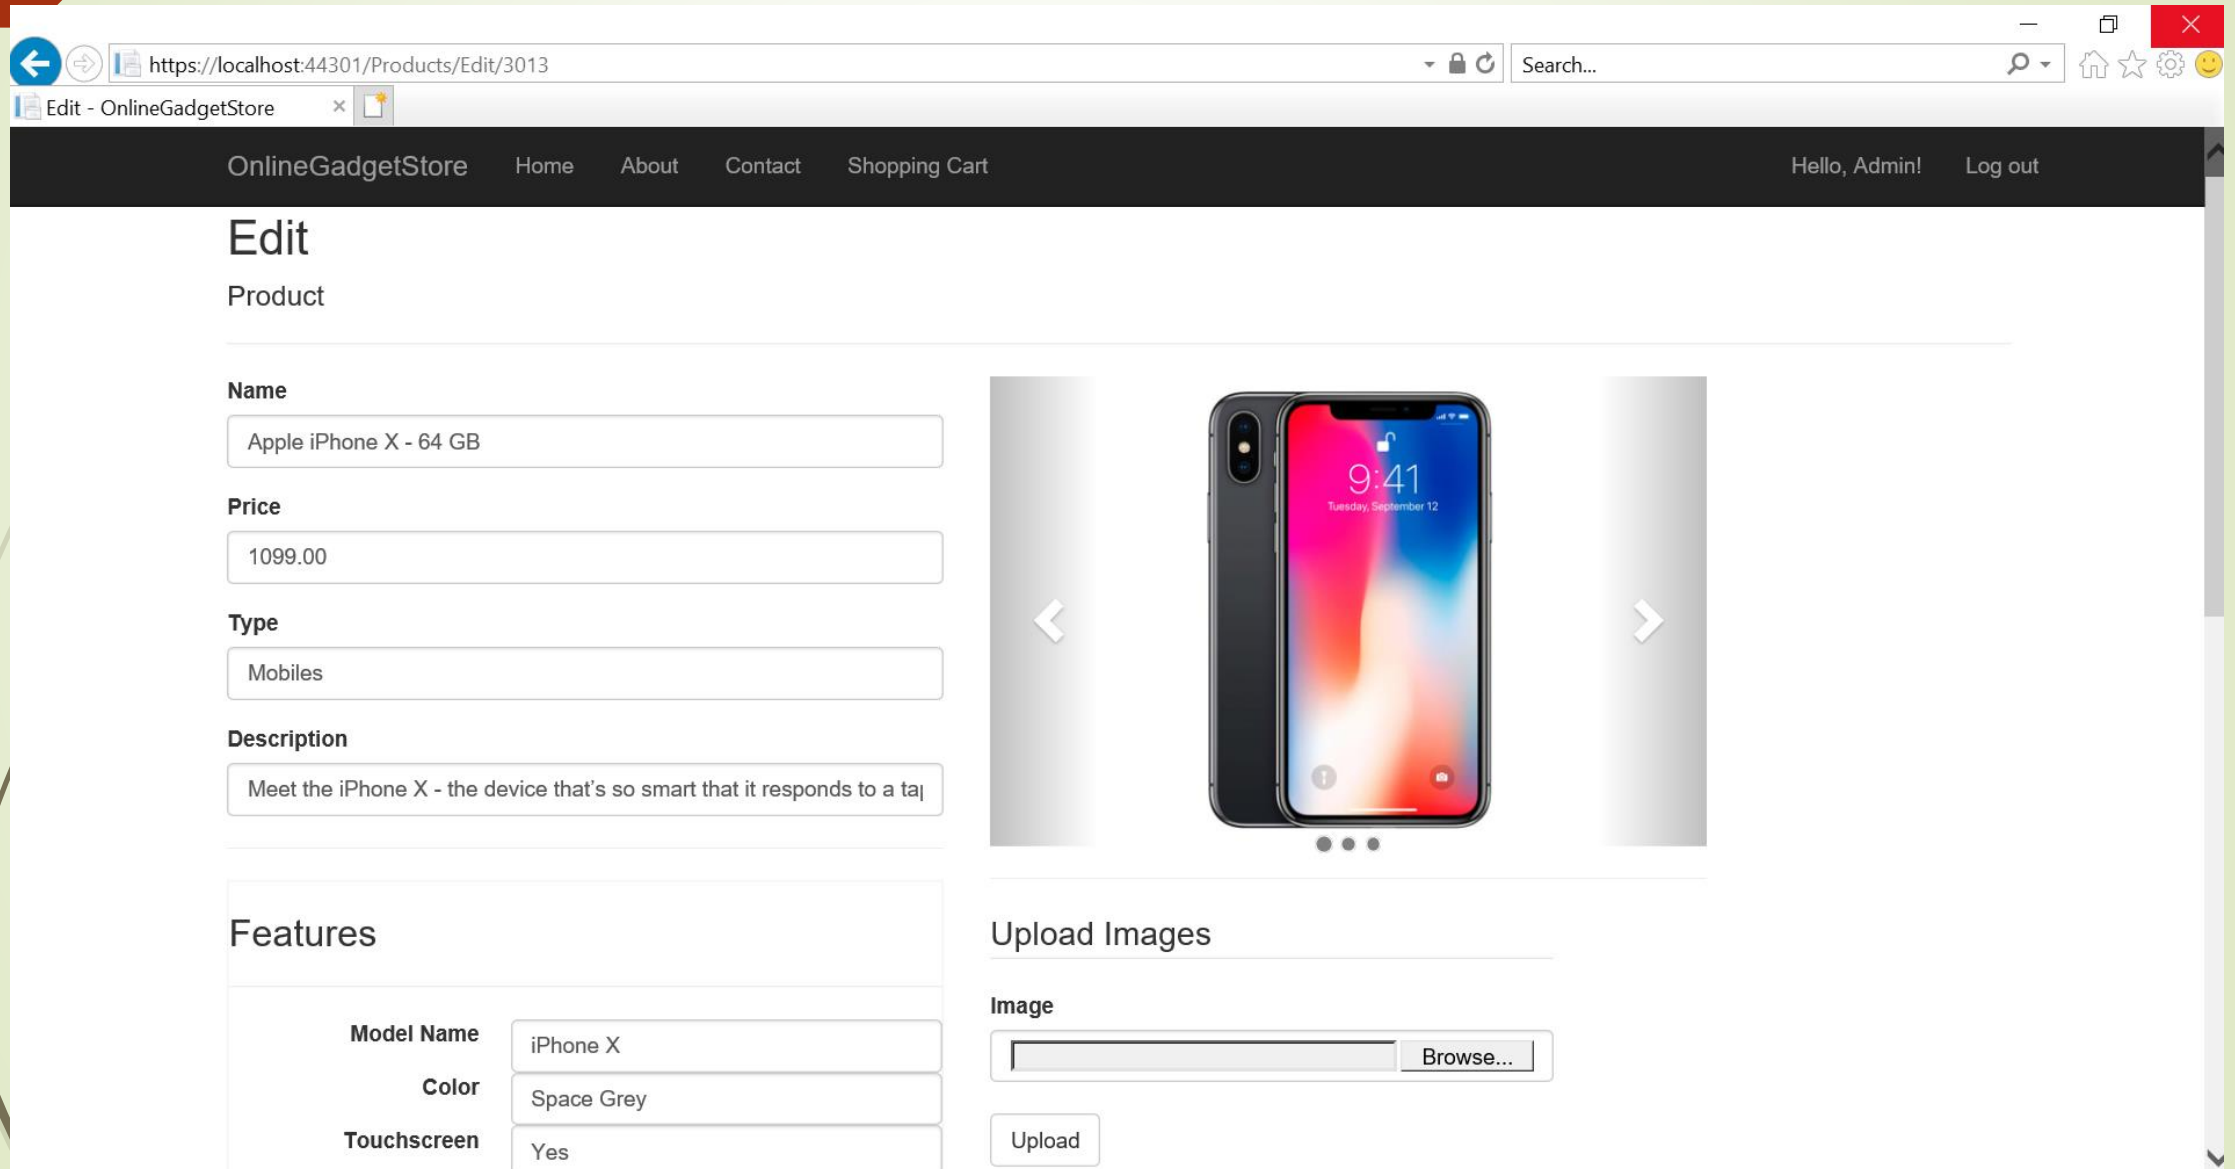 https://localhost:44301/Products/Edit/3013
Search...
Edit - OnlineGadgetStore
OnlineGadgetStore Home About Contact Shopping Cart Hello, Admin! Log out
Edit
Product
Name
Apple iPhone X - 64 GB
Price
1099.00
Type
Mobiles
Description
Meet the iPhone X - the device that's so smart that it responds to a tap
9:41
Tuesday, September 12
Features
Model Name iPhone X
Color Space Grey
Touchscreen Yes
Upload Images
Image
Browse...
Upload